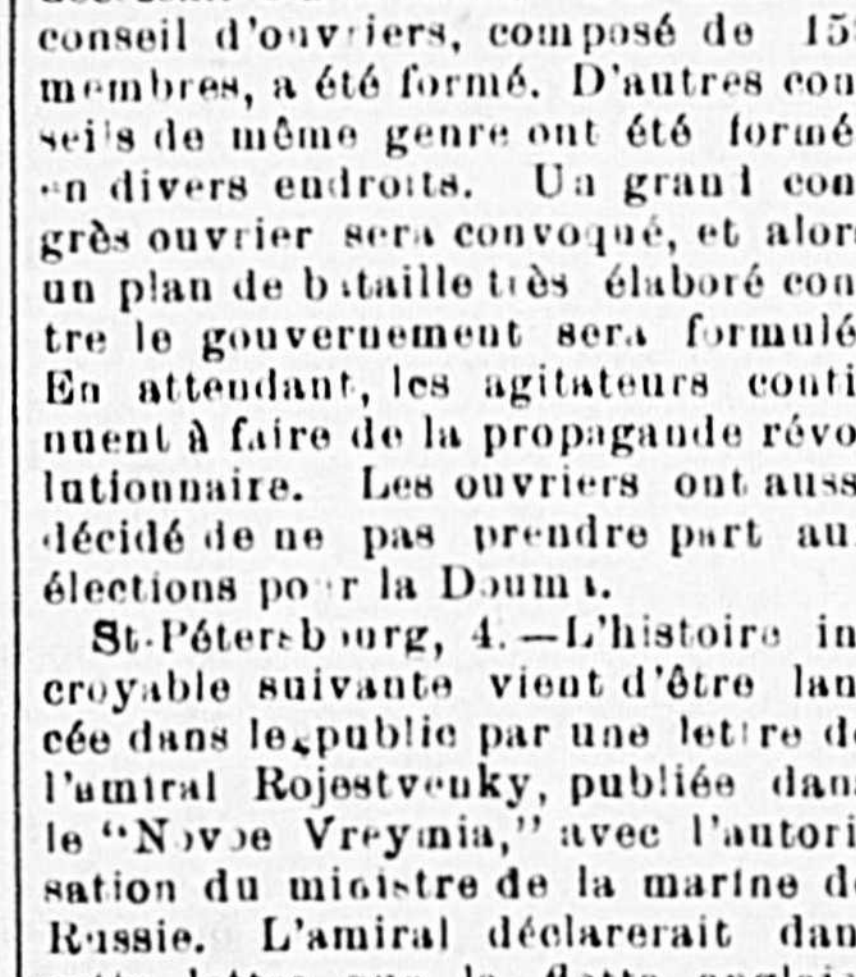 conseil d'ouvriers, composé de 15
membres, a été formé. D'autres con
seils de même genre ont été formé
en divers endroits. Un grand con
grès ouvrier sera convoqué, et alor
un plan de bataille très élaboré con
tre le gouvernement sera formulé
En attendant, les agitateurs conti
nuent à faire de la propagande révo
lutionnaire. Les ouvriers ont auss
décidé de ne pas prendre part au
élections pour la Douma.
St-Pétersbourg, 4.—L'histoire in
croyable suivante vient d'être lan
cée dans le public par une lettre d
l'amiral Rojestvenky, publiée dan
le "Novoe Vreymia," avec l'autori
sation du ministre de la marine d
Russie. L'amiral déclarerait dan